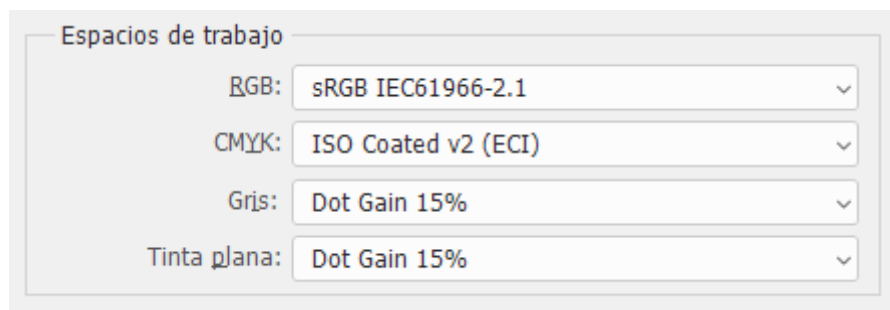 Espacios de trabajo
RGB: sRGB IEC61966-2.1
CMYK: ISO Coated v2 (ECI)
Gris: Dot Gain 15%
Tinta plana: Dot Gain 15%